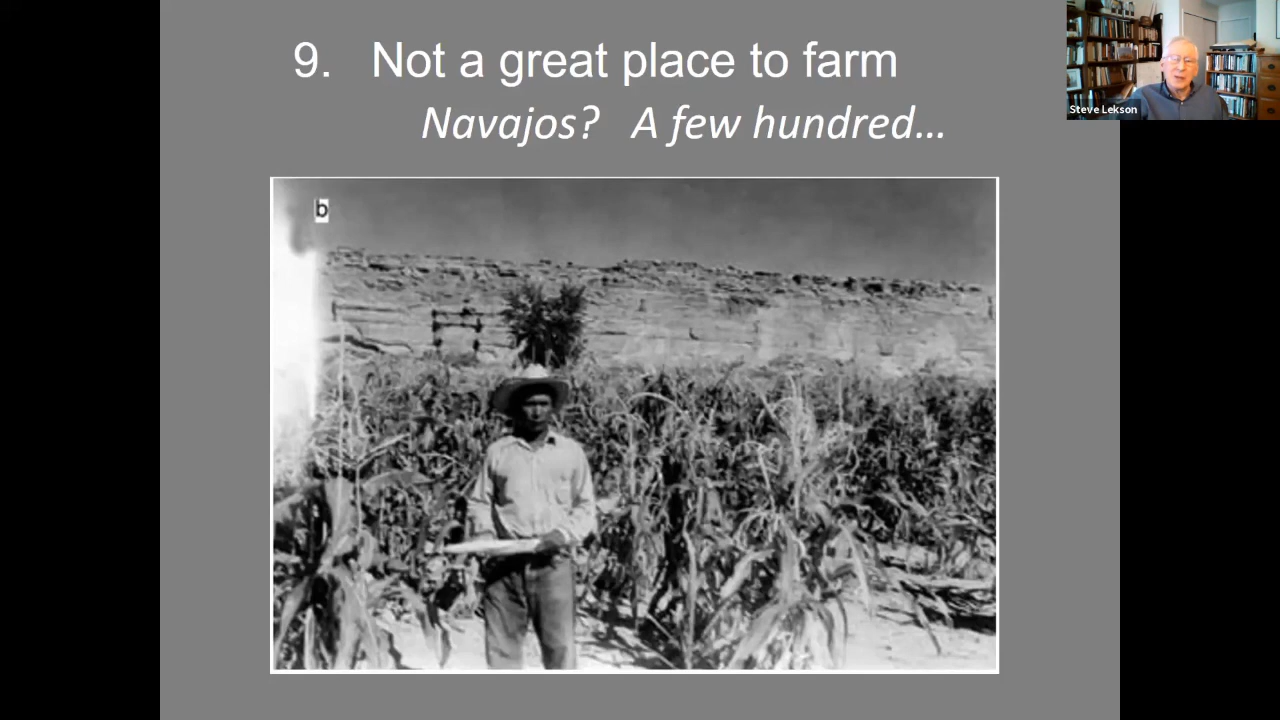 9. Not a great place to farm
Navajos? A few hundred...
b
Steve Lekson